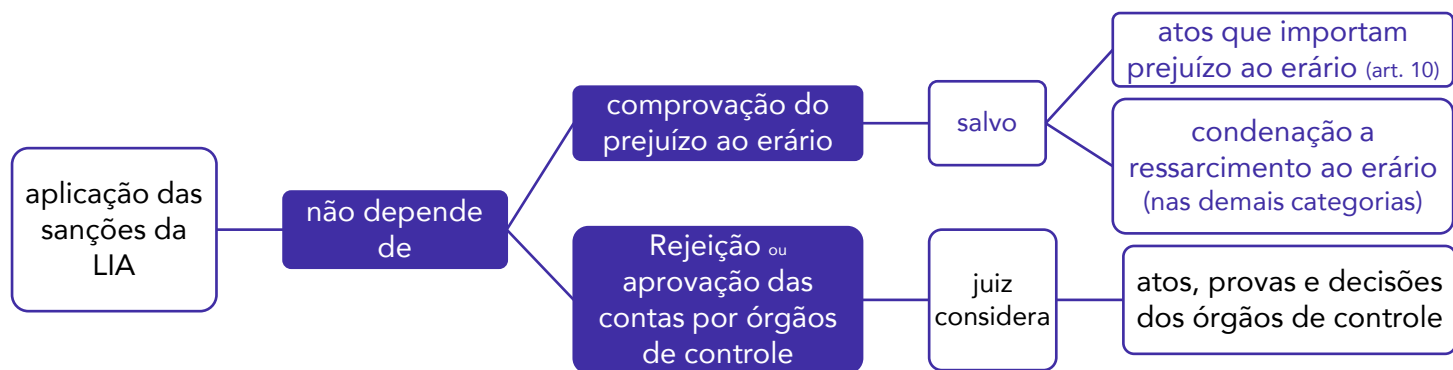 aplicação das
sanções da
LIA
não depende
de
comprovação do
prejuízo ao erário
salvo
atos que importam
prejuízo ao erário (art. 10)
condenação a
ressarcimento ao erário
(nas demais categorias)
Rejeição ou
aprovação das
contas por órgãos
de controle
juiz
considera
atos, provas e decisões
dos órgãos de controle